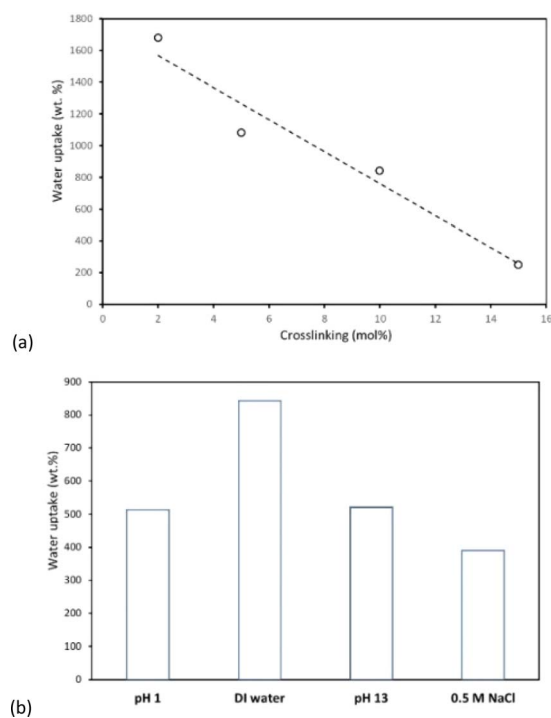 1800
1600
1400
1200
1000
800
600
400
200
0
Water uptake (wt. %)
0 2 4 6 8 10 12 14 16
Crosslinking (mol%)
(a)
900
800
700
600
500
400
300
200
100
0
Water uptake (wt.%)
pH 1 DI water pH 13 0.5 M NaCl
(b)